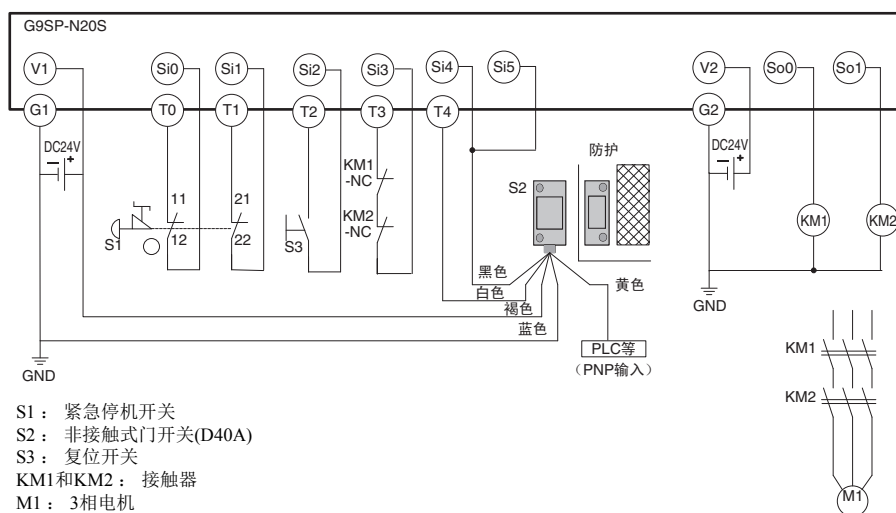 G9SP-N20S
V1 Si0 Si1 Si2 Si3 Si4 Si5 V2 So0 So1
G1 T0 T1 T2 T3 T4 G2
DC24V
DC24V
防护
KM1
-NC
S2
11 21
KM2
-NC
KM1 KM2
S1 12 22 S3
黑色
白色 黄色
褐色
蓝色
GND
PLC等
(PNP输入)
GND
KM1
KM2
M1
S1： 紧急停机开关
S2： 非接触式门开关(D40A)
S3： 复位开关
KM1和KM2： 接触器
M1： 3相电机